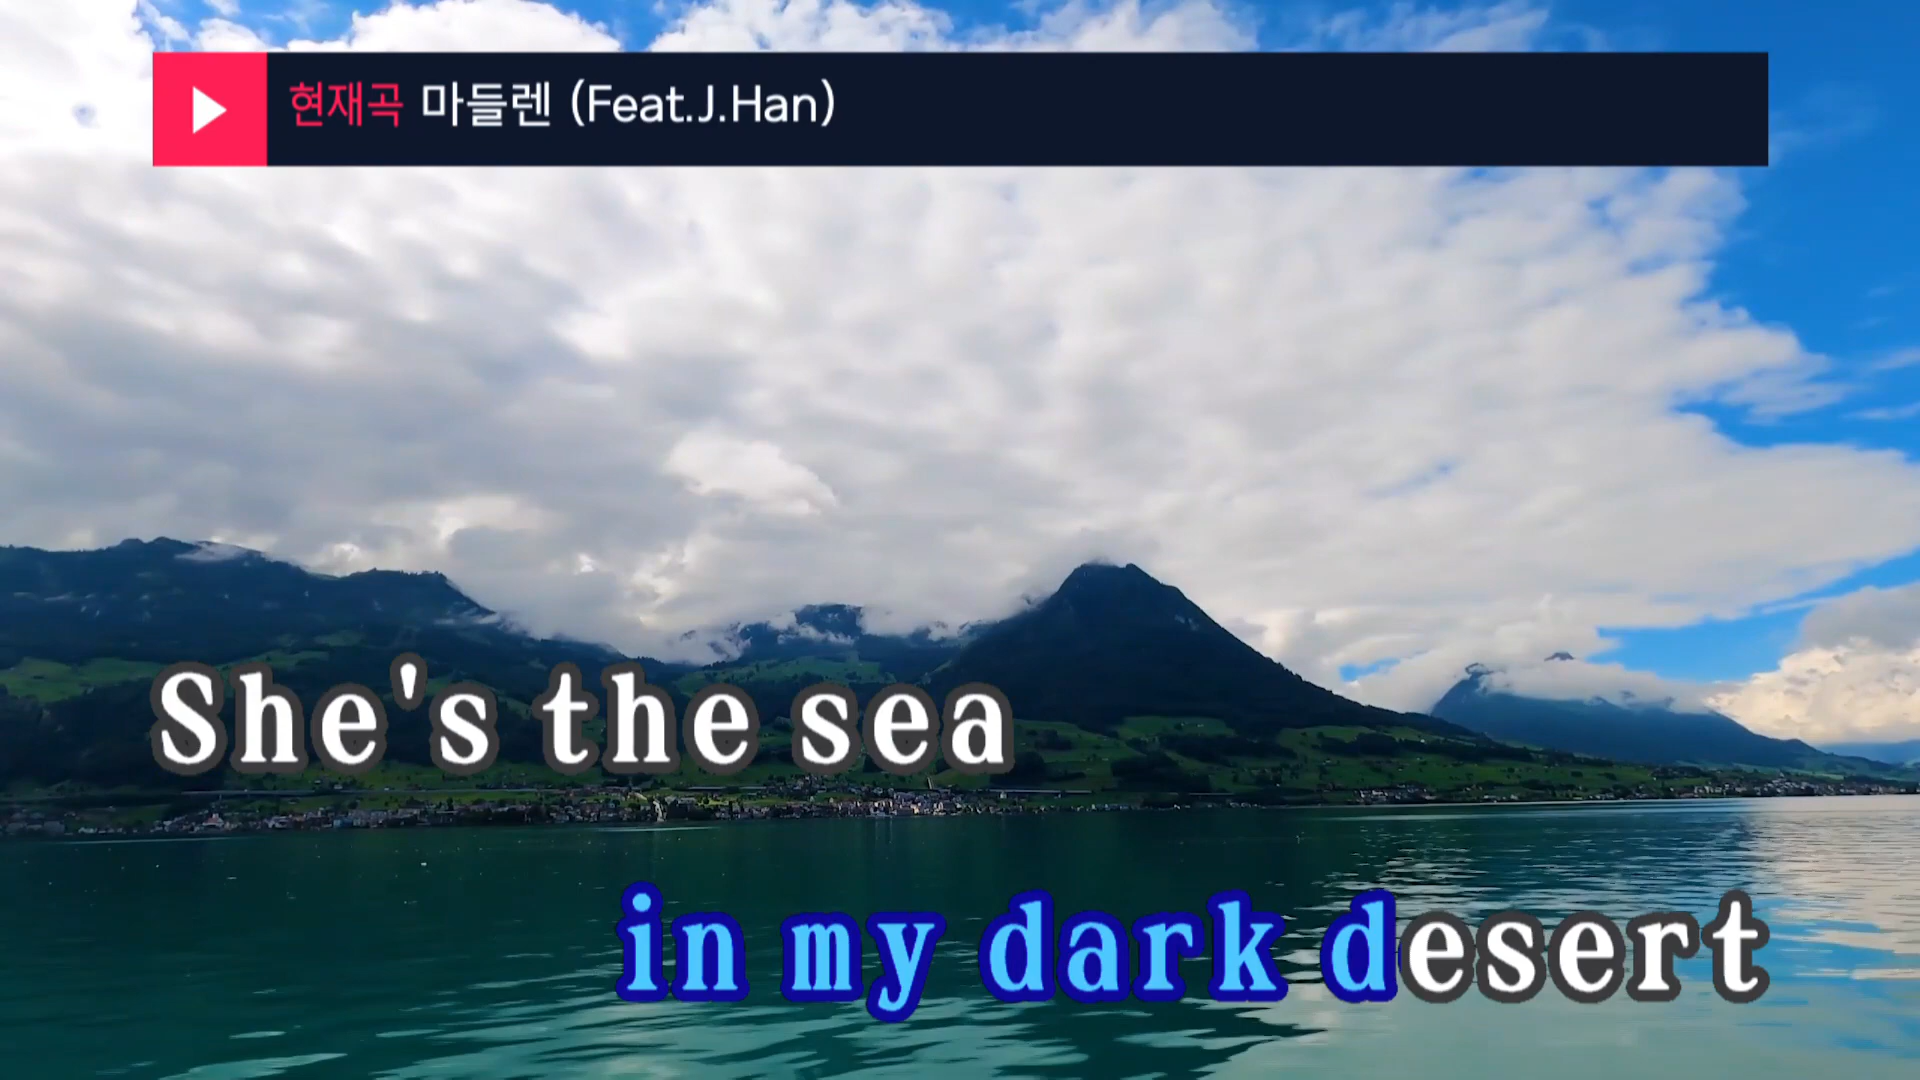 현재곡 마들렌 (Feat.J.Han)
She's the sea
in my dark desert